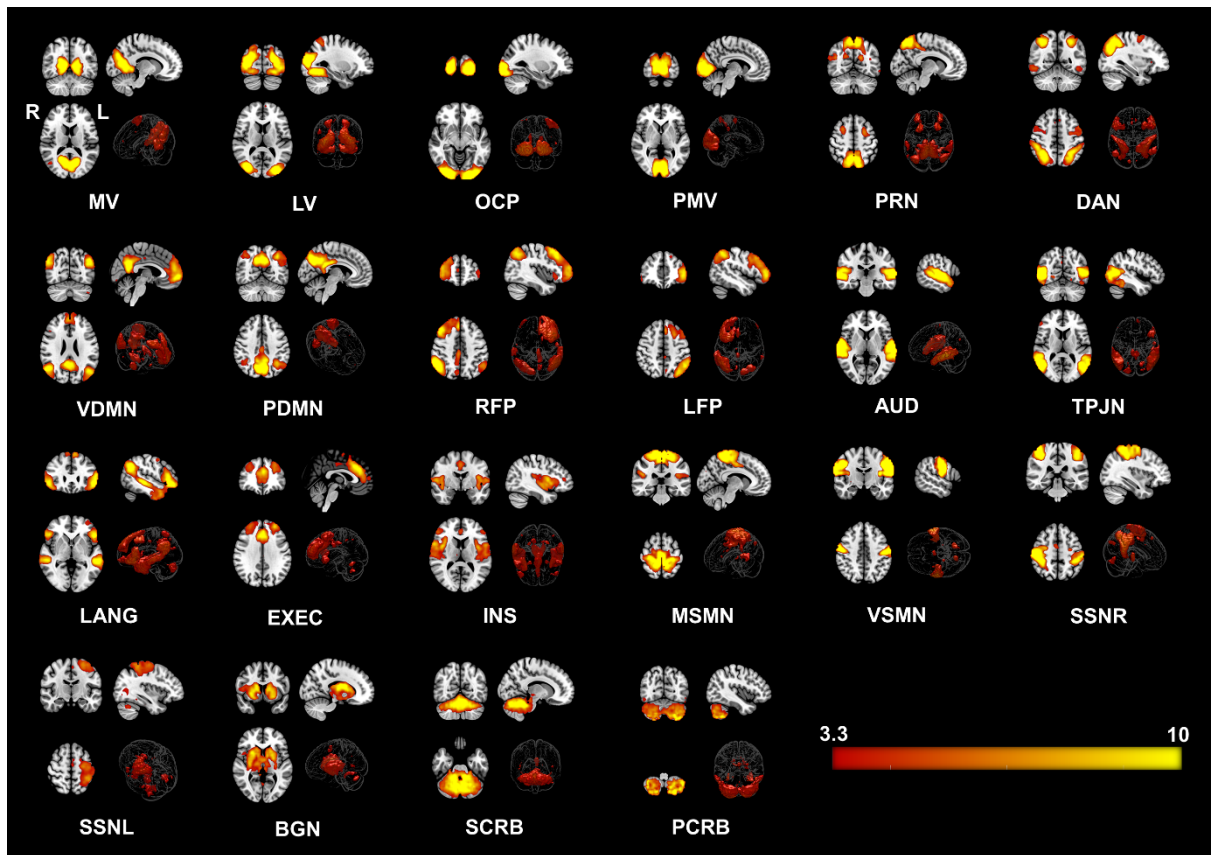 R L
MV LV OCP PMV PRN DAN
VDMN PDMN RFP LFP AUD TPJN
LANG EXEC INS MSMN VSMN SSNR
3.3 10
SSNL BGN SCRB PCRB